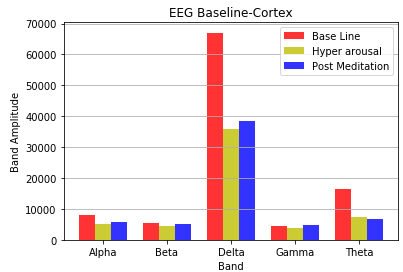 EEG Baseline-Cortex
Base Line
Hyper arousal
Post Meditation
Band Amplitude
70000
60000
50000
40000
30000
20000
10000
0
Alpha
Beta
Delta
Gamma
Theta
Band